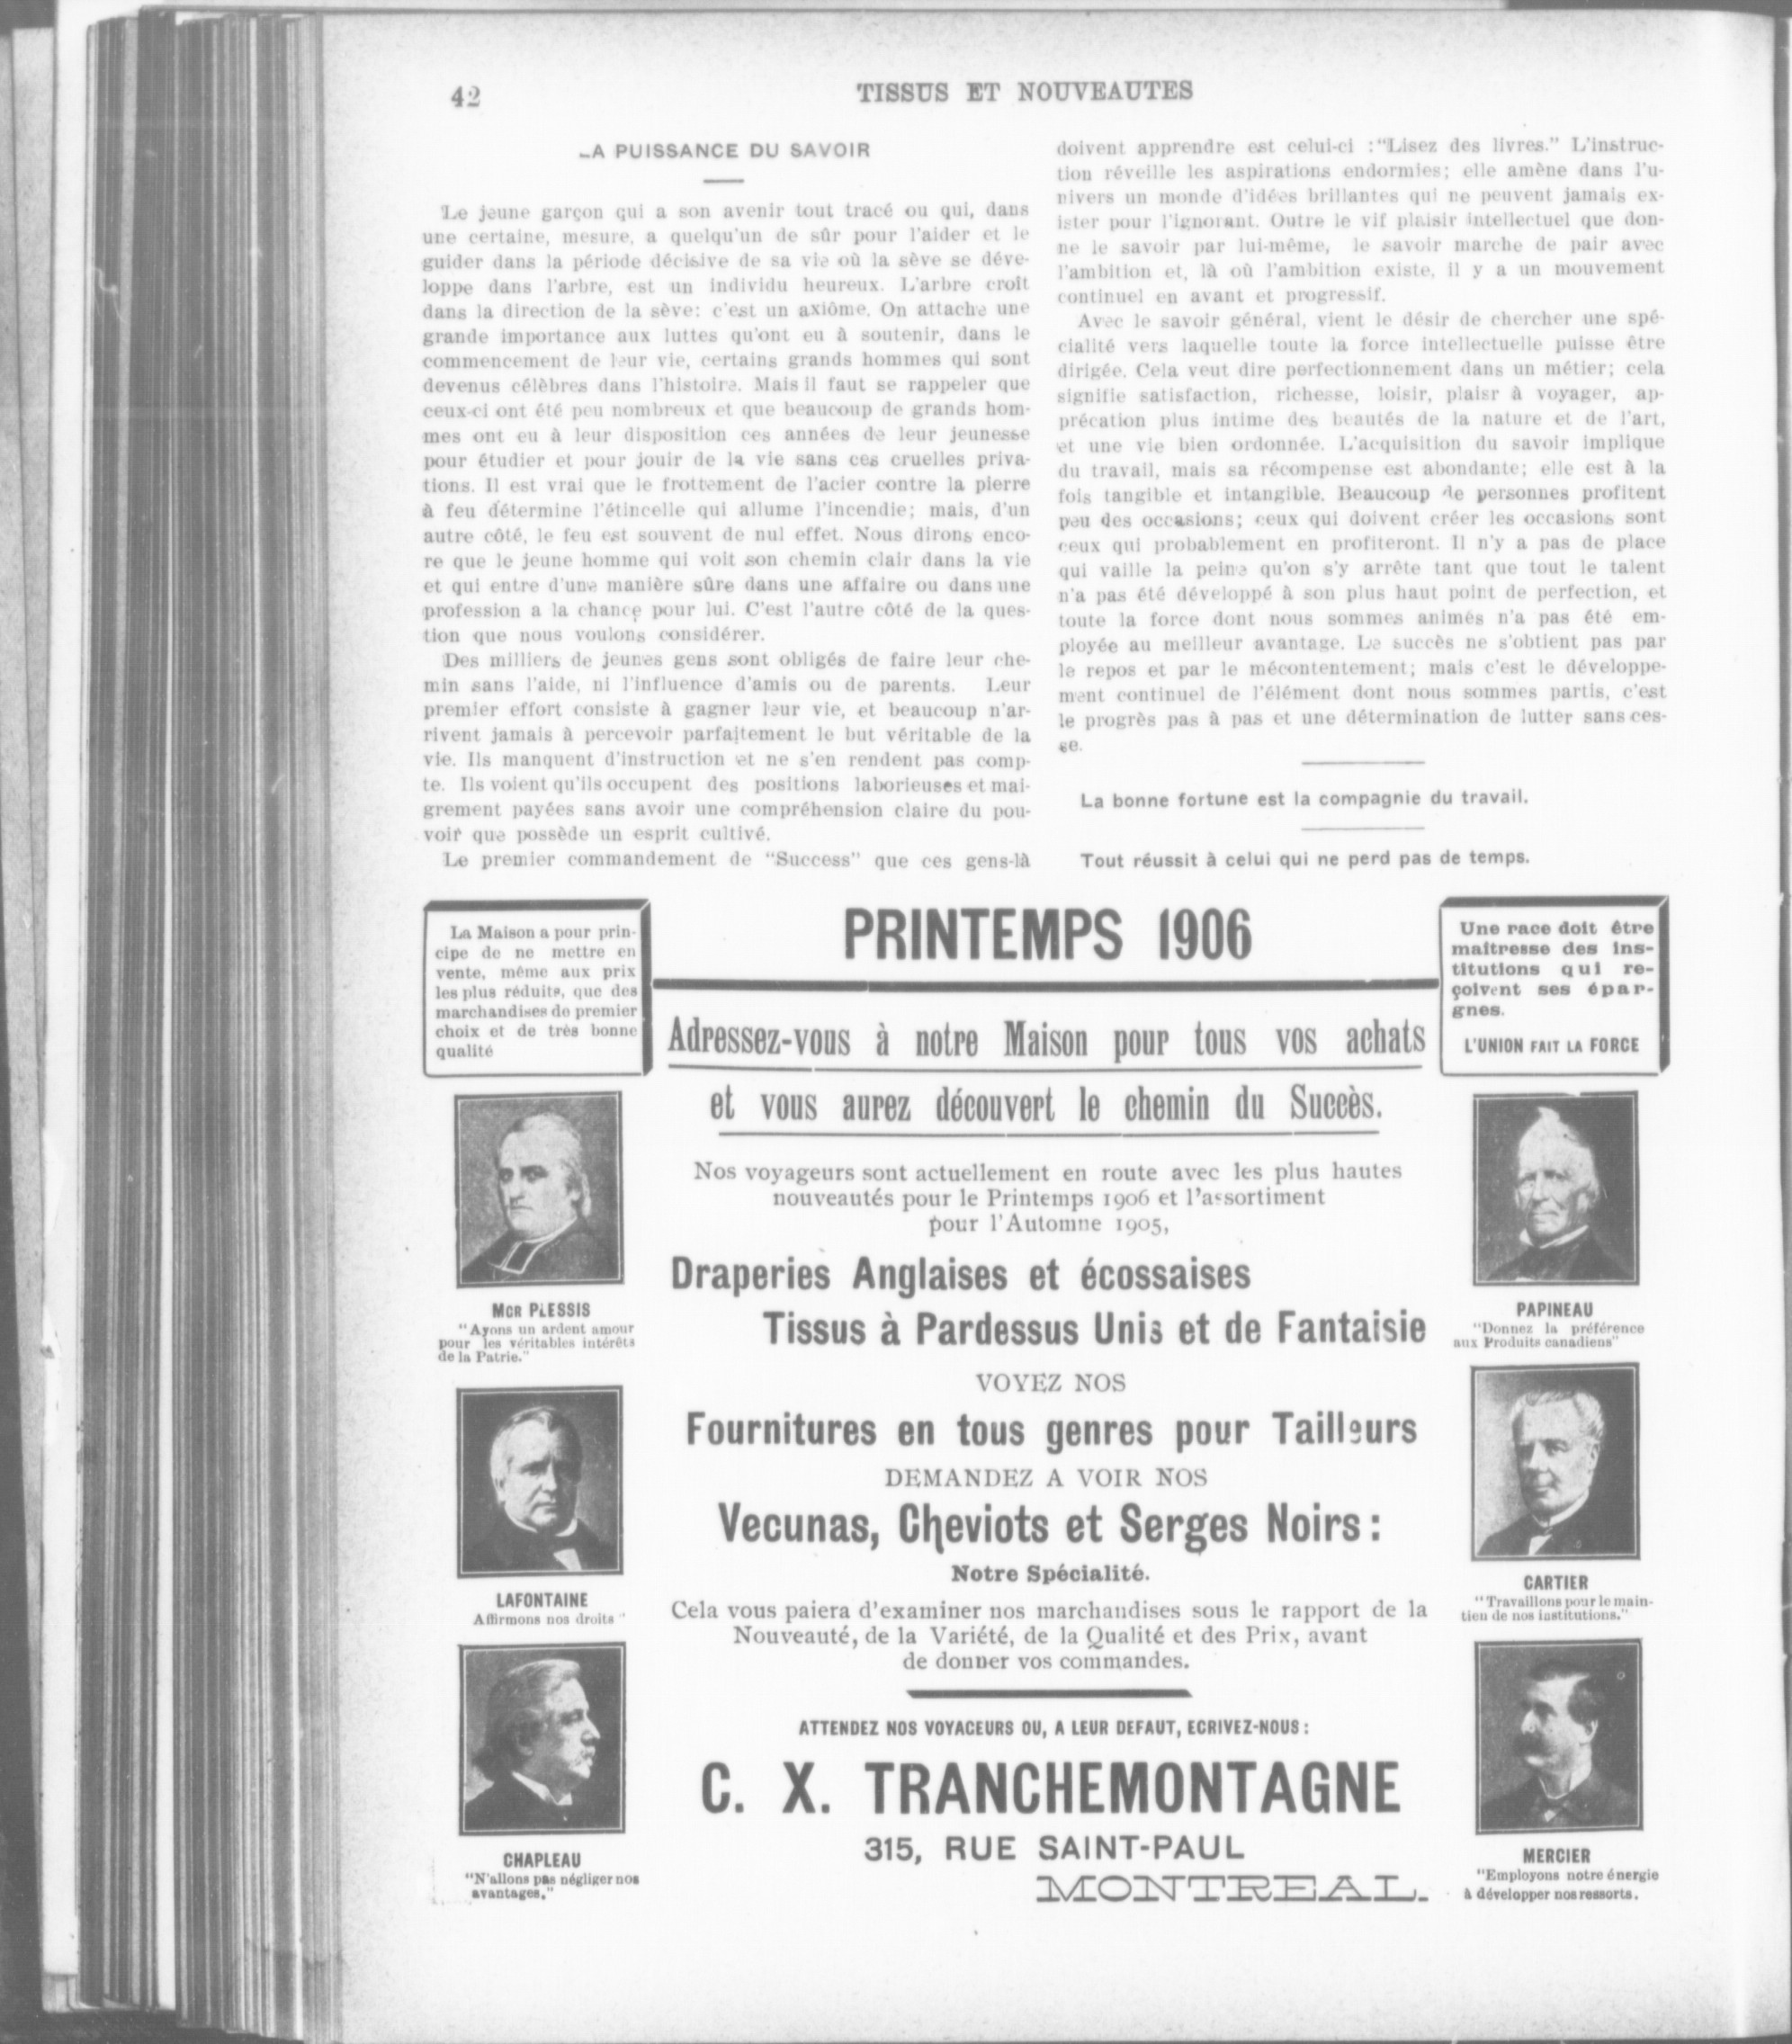 42
TISSUS ET NOUVEAUTES
LA PUISSANCE DU SAVOIR
Le jeune garçon qui a son avenir tout tracé ou qui, dans
une certaine, mesure, a quelqu'un de sûr pour l'aider et le
guider dans la période décisive de sa vie où la sève se déve-
loppe dans l'arbre, est un individu heureux. L'arbre croît
dans la direction de la sève: c'est un axiôme. On attache une
grande importance aux luttes qu'ont eu à soutenir, dans le
commencement de leur vie, certains grands hommes qui sont
devenus célèbres dans l'histoire. Mais il faut se rappeler que
ceux-ci ont été peu nombreux et que beaucoup de grands hom-
mes ont eu à leur disposition ces années de leur jeunesse
pour étudier et pour jouir de la vie sans ces cruelles priva-
tions. Il est vrai que le frottement de l'acier contre la pierre
à feu détermine l'étincelle qui allume l'incendie; mais, d'un
autre côté, le feu est souvent de nul effet. Nous dirons enco-
re que le jeune homme qui voit son chemin clair dans la vie
et qui entre d'une manière sûre dans une affaire ou dans une
profession a la chance pour lui. C'est l'autre côté de la ques-
tion que nous voulons considérer.
Des milliers de jeunes gens sont obligés de faire leur che-
min sans l'aide, ni l'influence d'amis ou de parents. Leur
premier effort consiste à gagner leur vie, et beaucoup n'ar-
rivent jamais à percevoir parfaitement le but véritable de la
vie. Ils manquent d'instruction et ne s'en rendent pas comp-
te. Ils voient qu'ils occupent des positions laborieuses et mai-
grement payées sans avoir une compréhension claire du pou-
voir que possède un esprit cultivé.
Le premier commandement de "Success" que ces gens-là
doivent apprendre est celui-ci :"Lisez des livres." L'instruc-
tion réveille les aspirations endormies; elle amène dans l'u-
nivers un monde d'idées brillantes qui ne peuvent jamais ex-
ister pour l'ignorant. Outre le vif plaisir intellectuel que don-
ne le savoir par lui-même, le savoir marche de pair avec
l'ambition et, là où l'ambition existe, il y a un mouvement
continuel en avant et progressif.
Avec le savoir général, vient le désir de chercher une spé-
cialité vers laquelle toute la force intellectuelle puisse être
dirigée. Cela veut dire perfectionnement dans un métier; cela
signifie satisfaction, richesse, loisir, plaisr à voyager, ap-
précation plus intime des beautés de la nature et de l'art,
et une vie bien ordonnée. L'acquisition du savoir implique
du travail, mais sa récompense est abondante; elle est à la
fois tangible et intangible. Beaucoup de personnes profitent
peu des occasions; ceux qui doivent créer les occasions sont
ceux qui probablement en profiteront. Il n'y a pas de place
qui vaille la peine qu'on s'y arrête tant que tout le talent
n'a pas été développé à son plus haut point de perfection, et
toute la force dont nous sommes animés n'a pas été em-
ployée au meilleur avantage. Le succès ne s'obtient pas par
le repos et par le mécontentement; mais c'est le développe-
ment continuel de l'élément dont nous sommes partis, c'est
le progrès pas à pas et une détermination de lutter sans ces-
se.
La bonne fortune est la compagnie du travail.
Tout réussit à celui qui ne perd pas de temps.
La Maison a pour prin-
cipe de ne mettre en
vente, même aux prix
les plus réduits, que des
marchandises de premier
choix et de très bonne
qualité
PRINTEMPS 1906
Une race doit être
maîtresse des ins-
titutions qui re-
çoivent ses épar-
gnes.
L'UNION FAIT LA FORCE
Adressez-vous à notre Maison pour tous vos achats
et vous aurez découvert le chemin du Succès.
Nos voyageurs sont actuellement en route avec les plus hautes
nouveautés pour le Printemps 1906 et l'assortiment
pour l'Automne 1905,
Draperies Anglaises et écossaises
Tissus à Pardessus Unis et de Fantaisie
VOYEZ NOS
Fournitures en tous genres pour Tailleurs
DEMANDEZ A VOIR NOS
Vecunas, Cheviots et Serges Noirs :
Notre Spécialité.
Cela vous paiera d'examiner nos marchandises sous le rapport de la
Nouveauté, de la Variété, de la Qualité et des Prix, avant
de donner vos commandes.
ATTENDEZ NOS VOYAGEURS OU, A LEUR DEFAUT, ECRIVEZ-NOUS :
C. X. TRANCHEMONTAGNE
315, RUE SAINT-PAUL
MONTREAL.
MGR PLESSIS
"Ayons un ardent amour
pour les véritables intérêts
de la Patrie."
LAFONTAINE
Affirmons nos droits "
CHAPLEAU
"N'allons pas négliger nos
avantages."
PAPINEAU
"Donnez la préférence
aux Produits canadiens"
CARTIER
"Travaillons pour le main-
tien de nos institutions."
MERCIER
"Employons notre énergie
à développer nos ressorts.